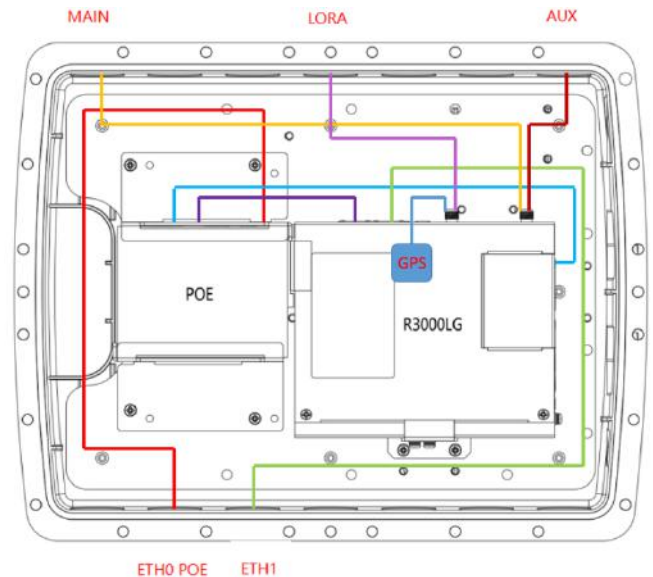 MAIN LORA AUX
GPS
POE
R3000LG
ETH0 POE ETH1